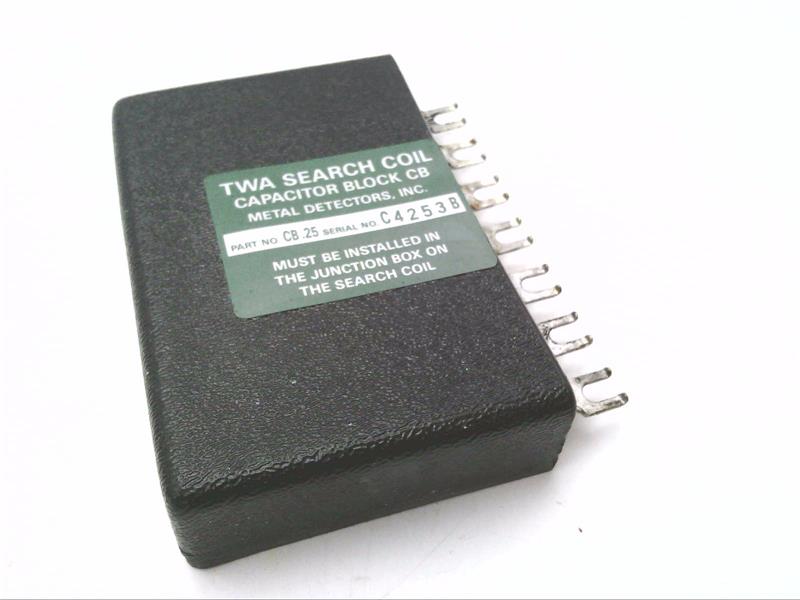 TWA SEARCH COIL
CAPACITOR BLOCK CB
METAL DETECTORS, INC.
PART NO. CB.25 SERIAL NO. C4253B
MUST BE INSTALLED IN
THE JUNCTION BOX ON
THE SEARCH COIL